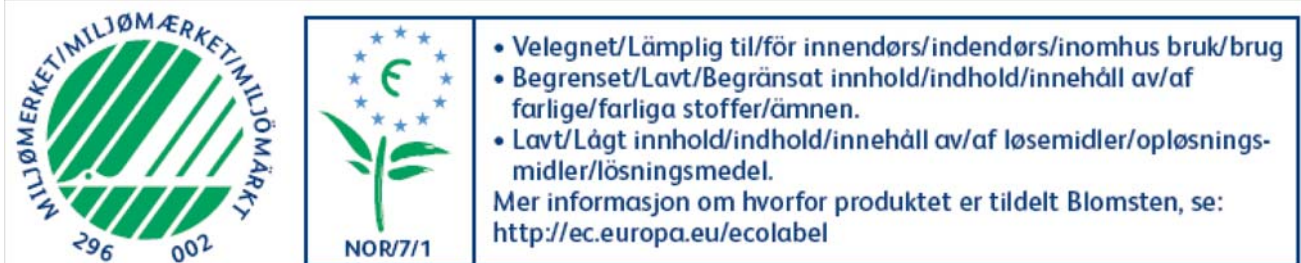 MILJØMERKET/MILJØMÆRKET/MILJÖMÄRKT
296 002
NOR/7/1
• Velegnet/Lämplig til/för innendørs/indendørs/inomhus bruk/brug
• Begrenset/Lavt/Begränsat innhold/indhold/innehåll av/af
farlige/farliga stoffer/ämnen.
• Lavt/Lågt innhold/indhold/innehåll av/af løsemidler/opløsnings-
midler/lösningsmedel.
Mer informasjon om hvorfor produktet er tildelt Blomsten, se:
http://ec.europa.eu/ecolabel